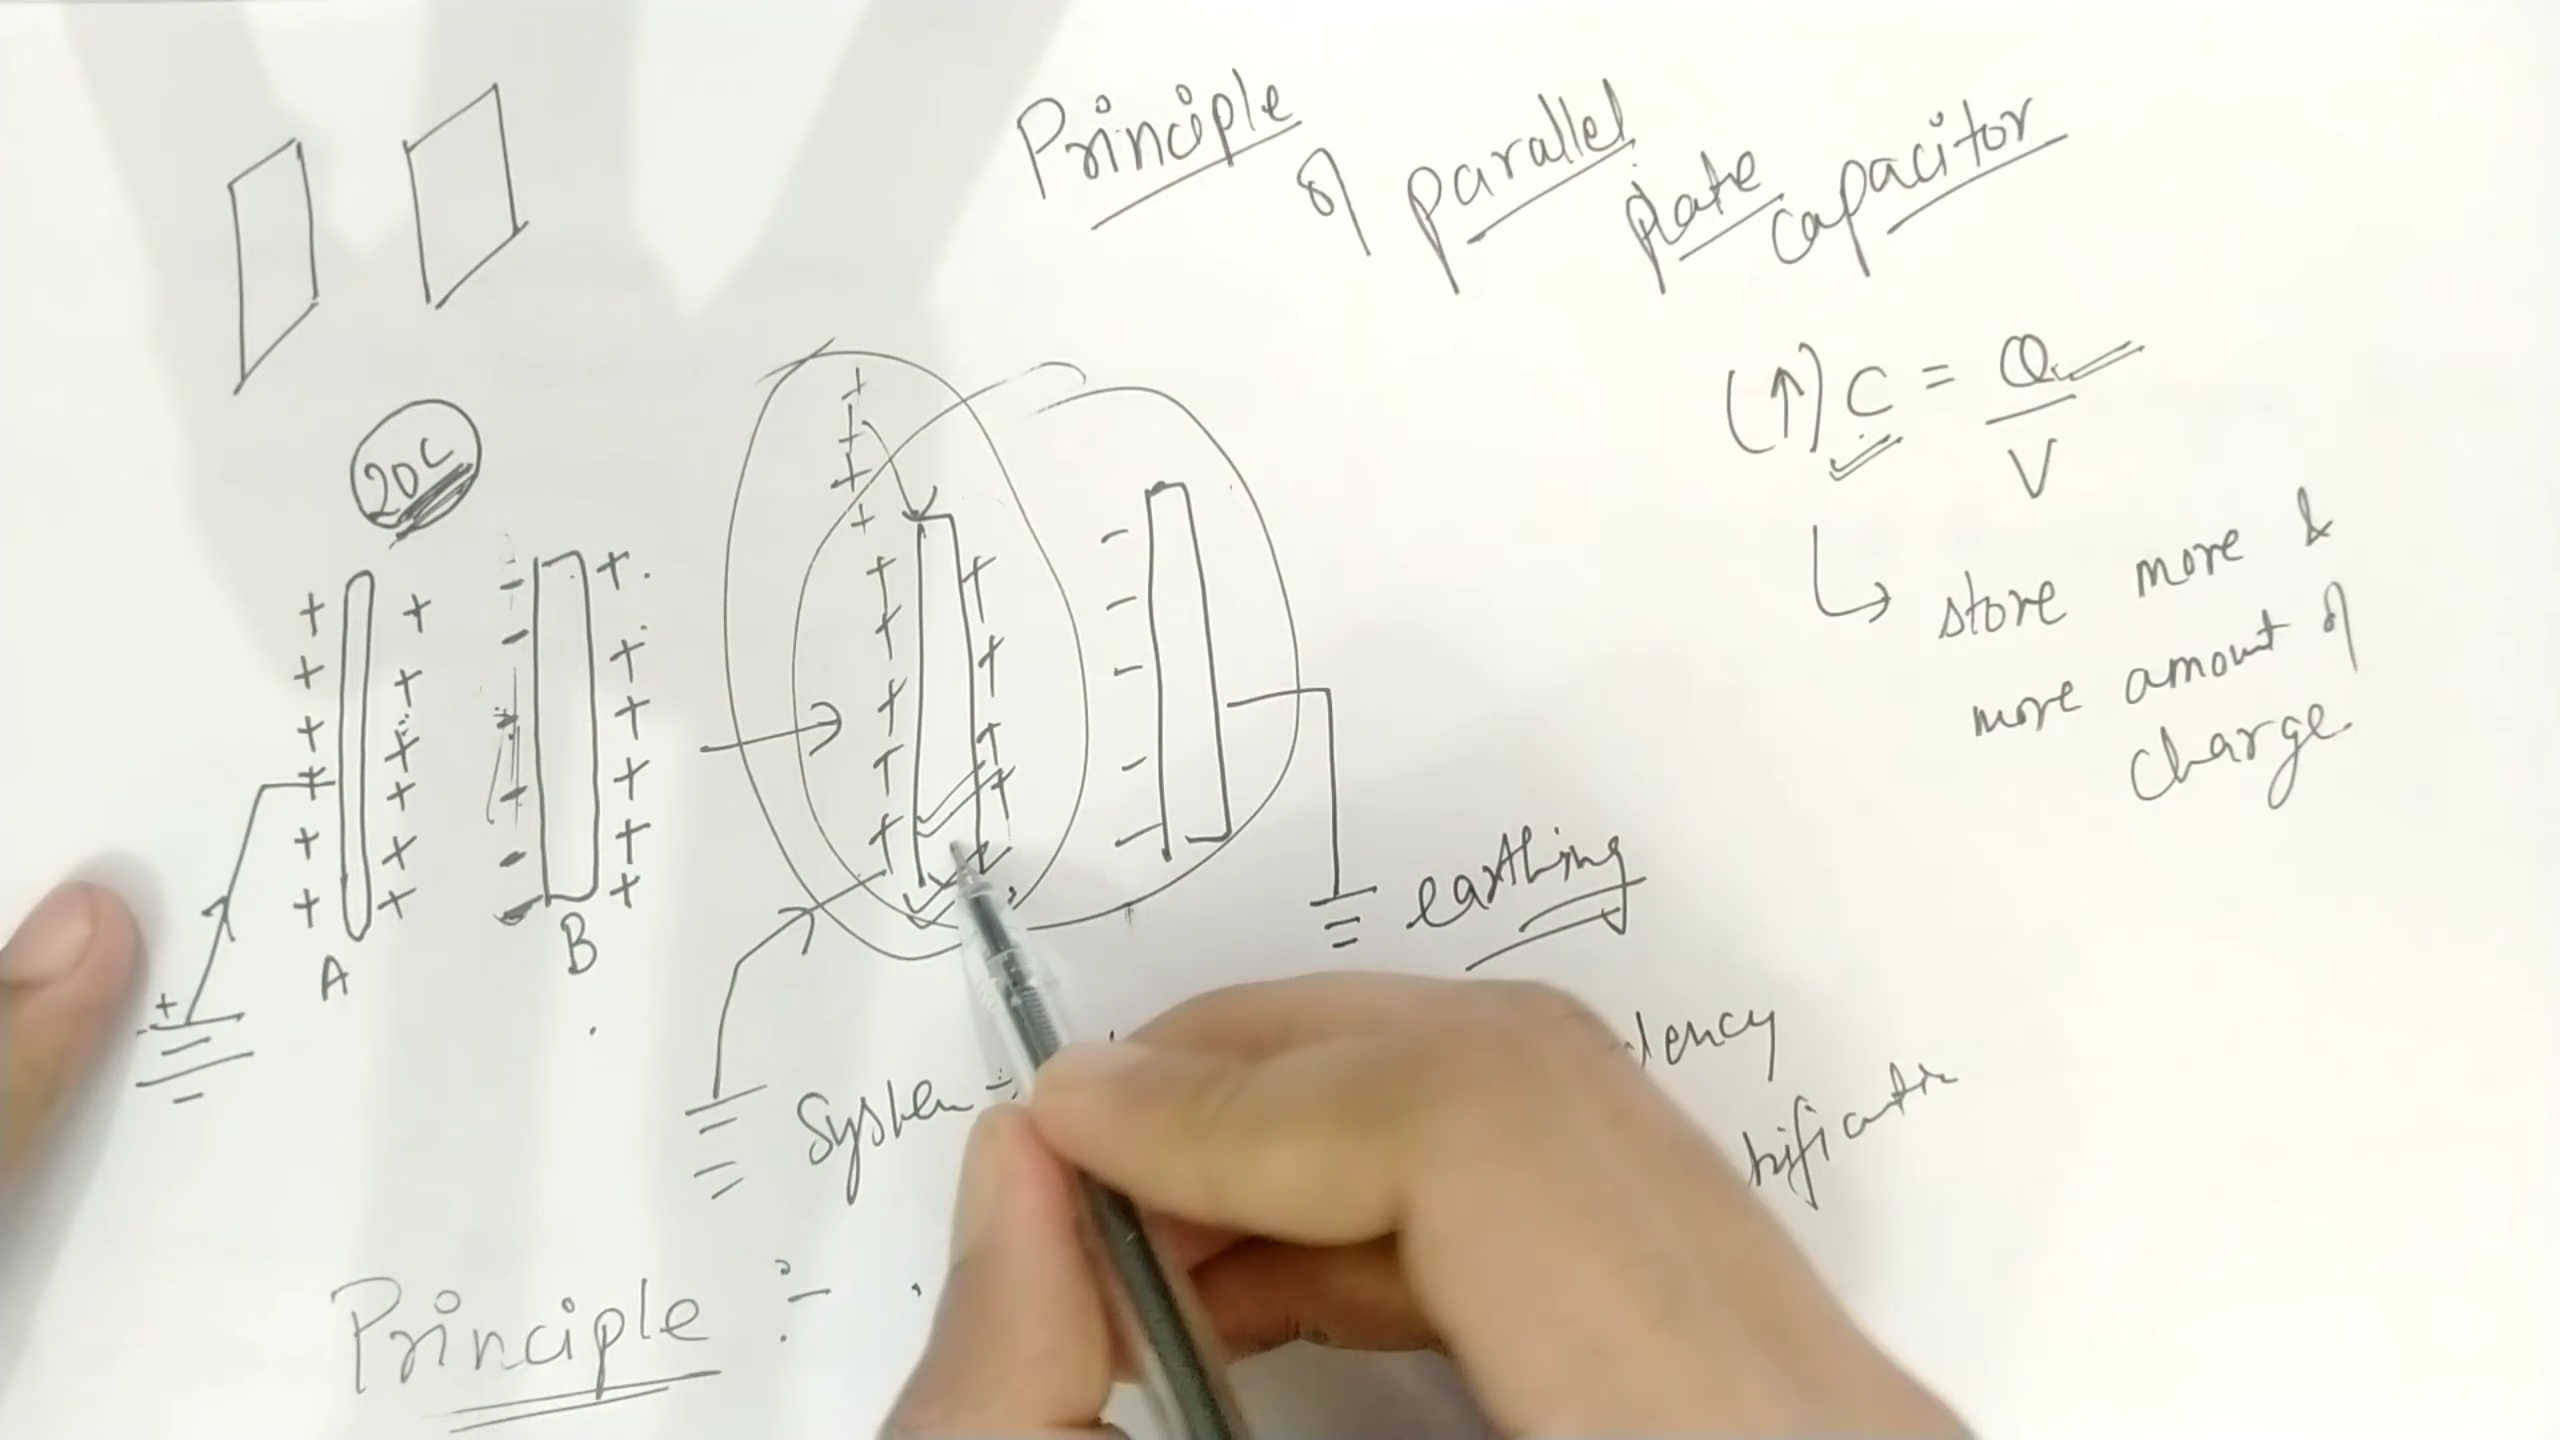 Principle of parallel plate capacitor
(↑) C = Q
V
20C
store more &
more amount of
charge
A
B
earthing
System
Principle :-